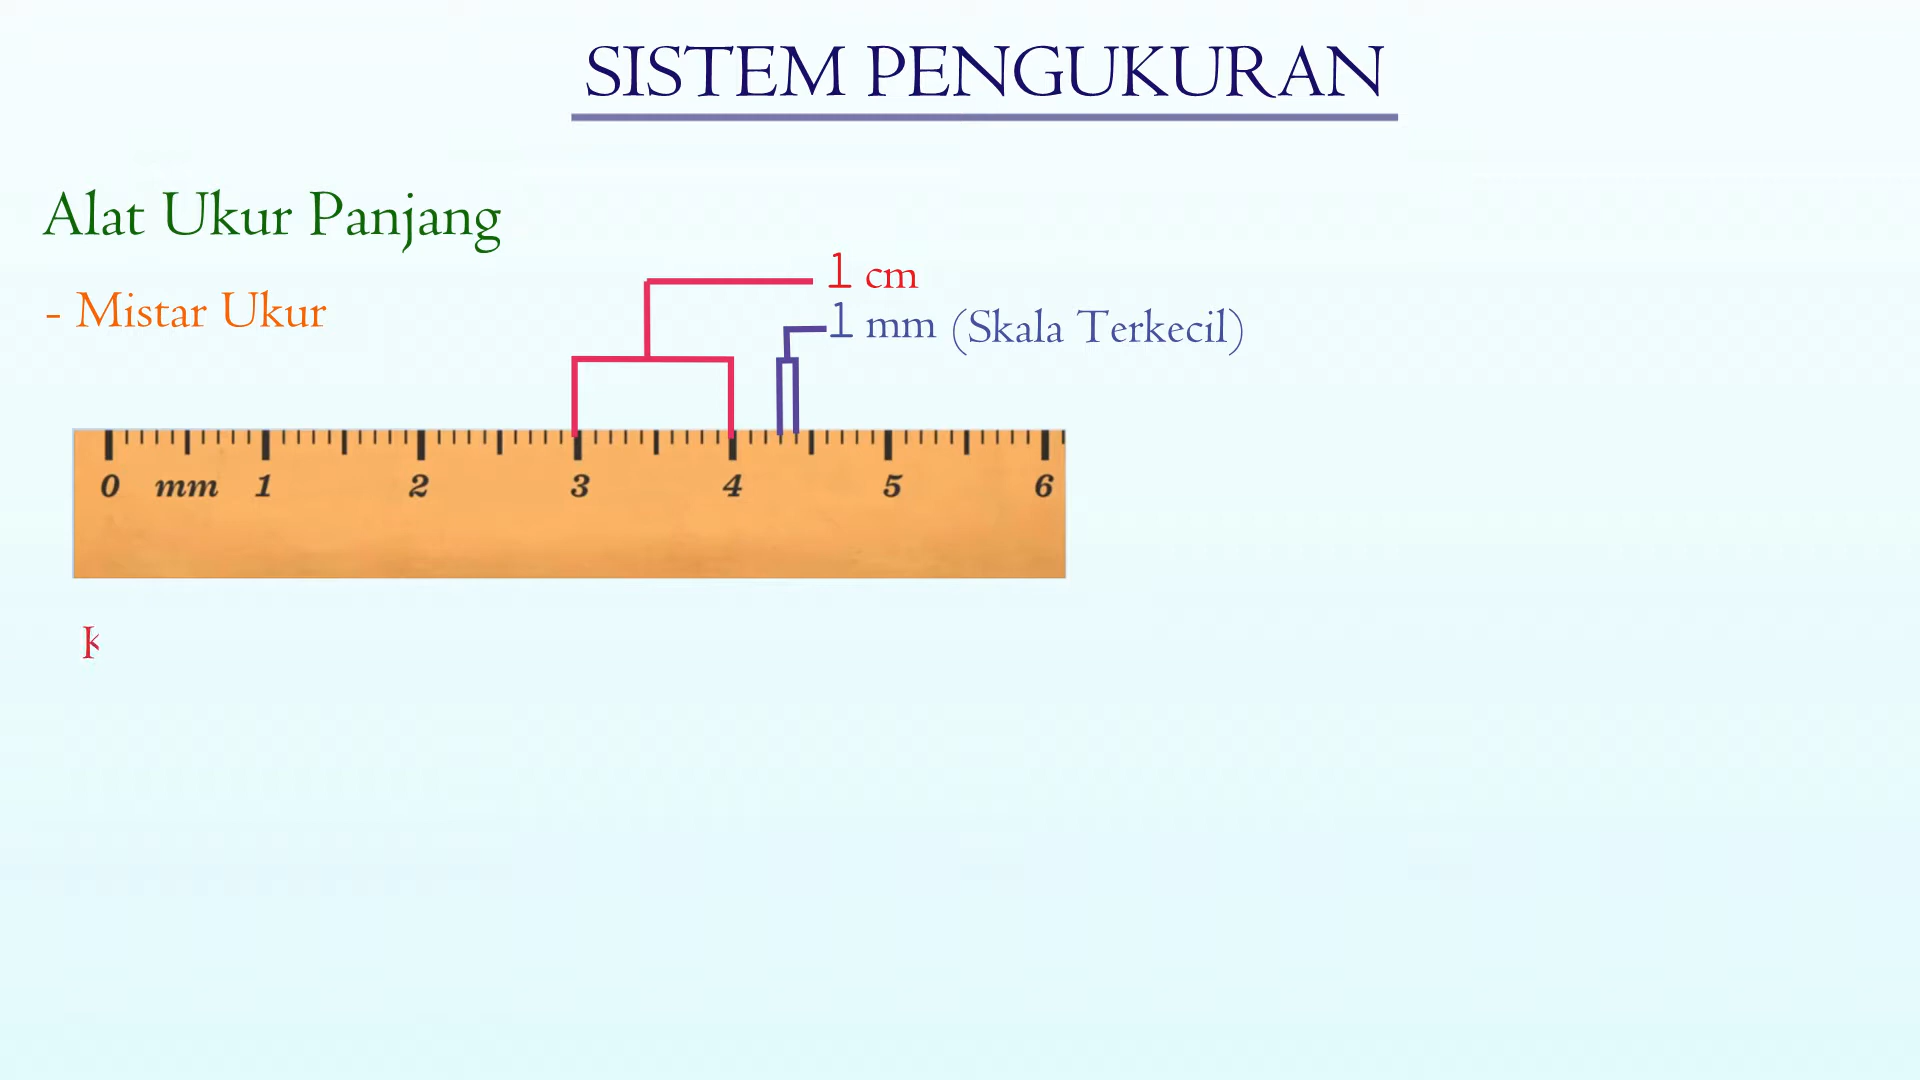 SISTEM PENGUKURAN
Alat Ukur Panjang
- Mistar Ukur
1 cm
1 mm (Skala Terkecil)
0 mm 1 2 3 4 5 6
K